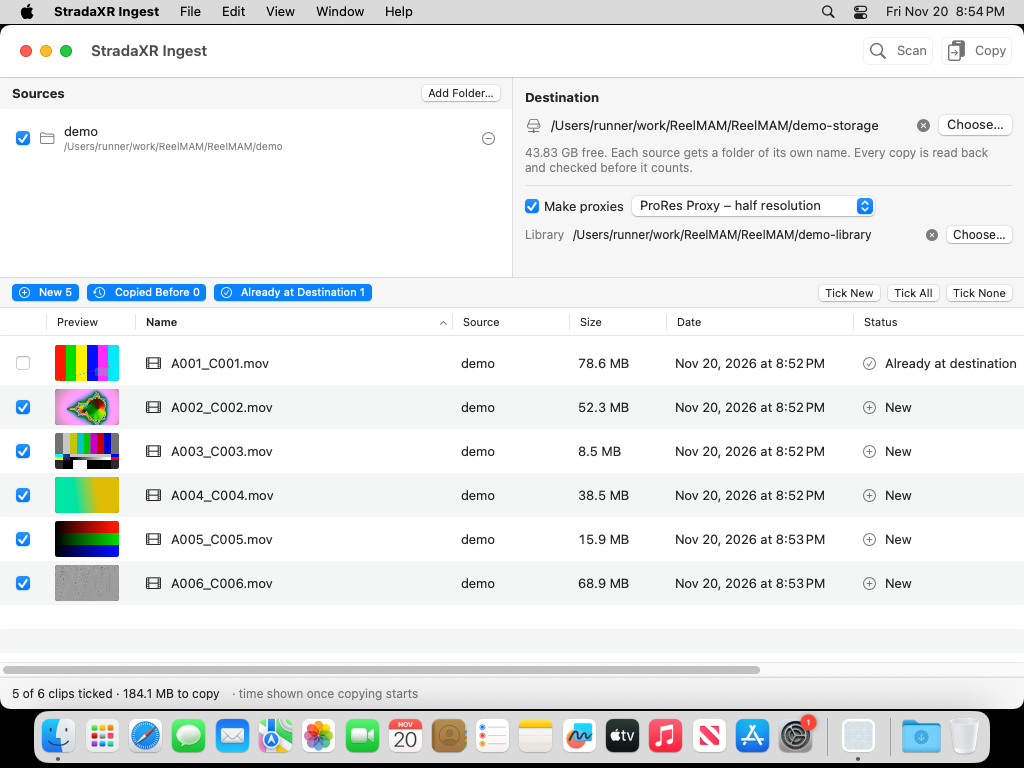 StradaXR Ingest File Edit View Window Help Fri Nov 20 8:54 PM
StradaXR Ingest Scan Copy
Sources Add Folder...
demo
/Users/runner/work/ReelMAM/ReelMAM/demo
Destination
/Users/runner/work/ReelMAM/ReelMAM/demo-storage Choose...
43.83 GB free. Each source gets a folder of its own name. Every copy is read back
and checked before it counts.
Make proxies ProRes Proxy – half resolution
Library /Users/runner/work/ReelMAM/ReelMAM/demo-library Choose...
New 5 Copied Before 0 Already at Destination 1 Tick New Tick All Tick None
Preview Name Source Size Date Status
A001_C001.mov demo 78.6 MB Nov 20, 2026 at 8:52 PM Already at destination
A002_C002.mov demo 52.3 MB Nov 20, 2026 at 8:52 PM New
A003_C003.mov demo 8.5 MB Nov 20, 2026 at 8:52 PM New
A004_C004.mov demo 38.5 MB Nov 20, 2026 at 8:52 PM New
A005_C005.mov demo 15.9 MB Nov 20, 2026 at 8:53 PM New
A006_C006.mov demo 68.9 MB Nov 20, 2026 at 8:53 PM New
5 of 6 clips ticked · 184.1 MB to copy · time shown once copying starts
NOV
20
tv
1